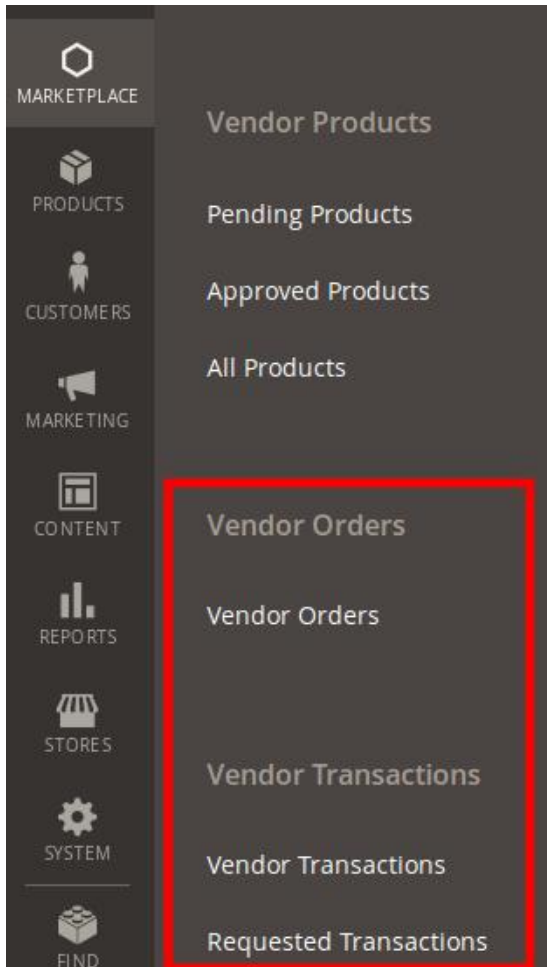 MARKETPLACE
PRODUCTS
CUSTOMERS
MARKETING
CONTENT
REPORTS
STORES
SYSTEM
FIND
Vendor Products
Pending Products
Approved Products
All Products
Vendor Orders
Vendor Orders
Vendor Transactions
Vendor Transactions
Requested Transactions